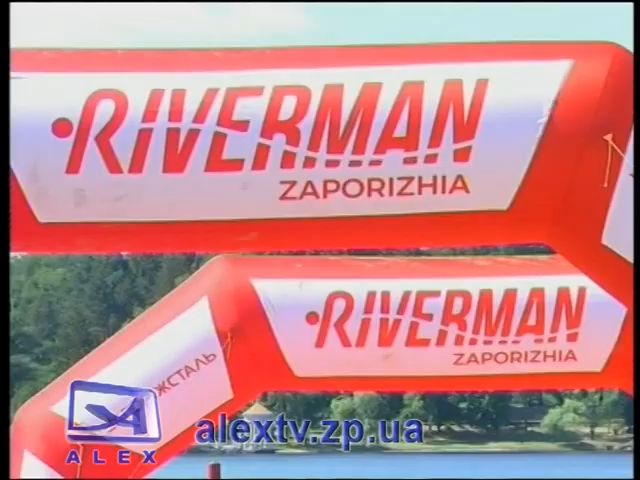 RIVERMAN
ZAPORIZHIA
RIVERMAN
ZAPORIZHIA
ЖСТАЛЬ
ALEX
alextv.zp.ua